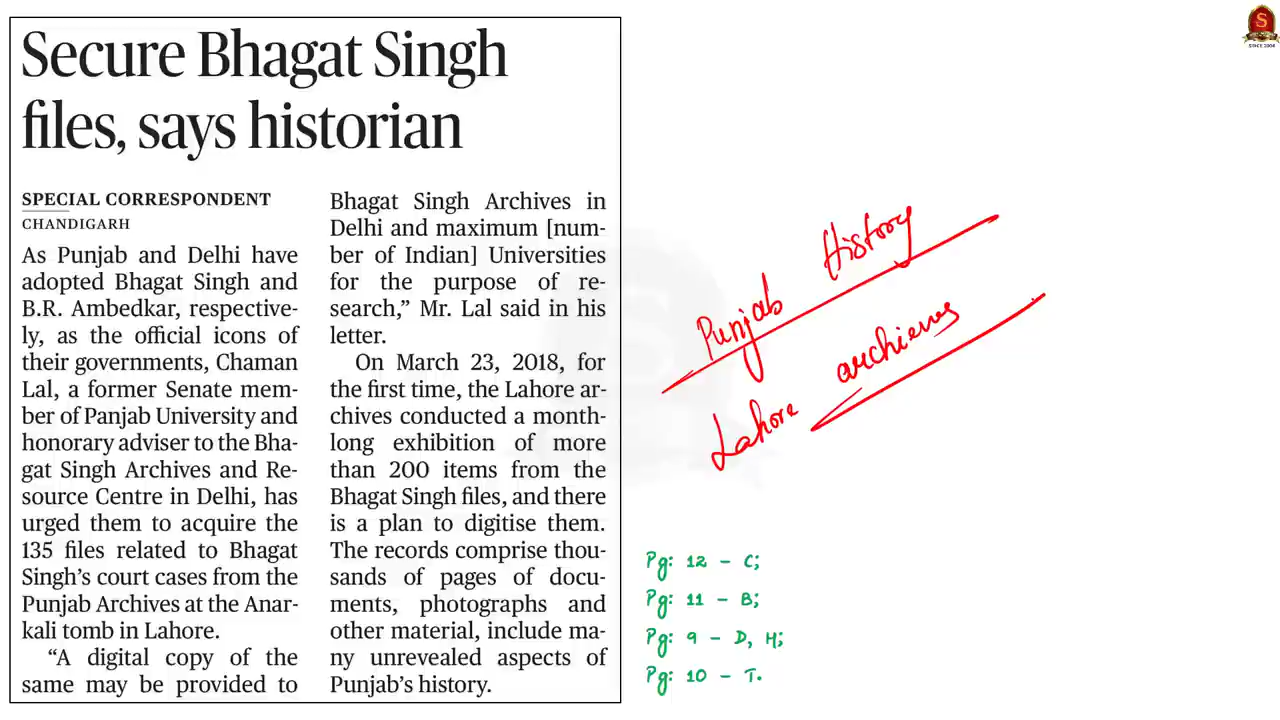 Secure Bhagat Singh
files, says historian
SPECIAL CORRESPONDENT
CHANDIGARH
As Punjab and Delhi have
adopted Bhagat Singh and
B.R. Ambedkar, respective-
ly, as the official icons of
their governments, Chaman
Lal, a former Senate mem-
ber of Panjab University and
honorary adviser to the Bha-
gat Singh Archives and Re-
source Centre in Delhi, has
urged them to acquire the
135 files related to Bhagat
Singh's court cases from the
Punjab Archives at the Anar-
kali tomb in Lahore.
“A digital copy of the
same may be provided to
Bhagat Singh Archives in
Delhi and maximum [num-
ber of Indian] Universities
for the purpose of re-
search,” Mr. Lal said in his
letter.
On March 23, 2018, for
the first time, the Lahore ar-
chives conducted a month-
long exhibition of more
than 200 items from the
Bhagat Singh files, and there
is a plan to digitise them.
The records comprise thou-
sands of pages of docu-
ments, photographs and
other material, include ma-
ny unrevealed aspects of
Punjab's history.
Punjab History
Lahore archieves
Pg: 12 - C;
Pg: 11 - B;
Pg: 9 - D, H;
Pg: 10 - T.
S
SINCE 2004